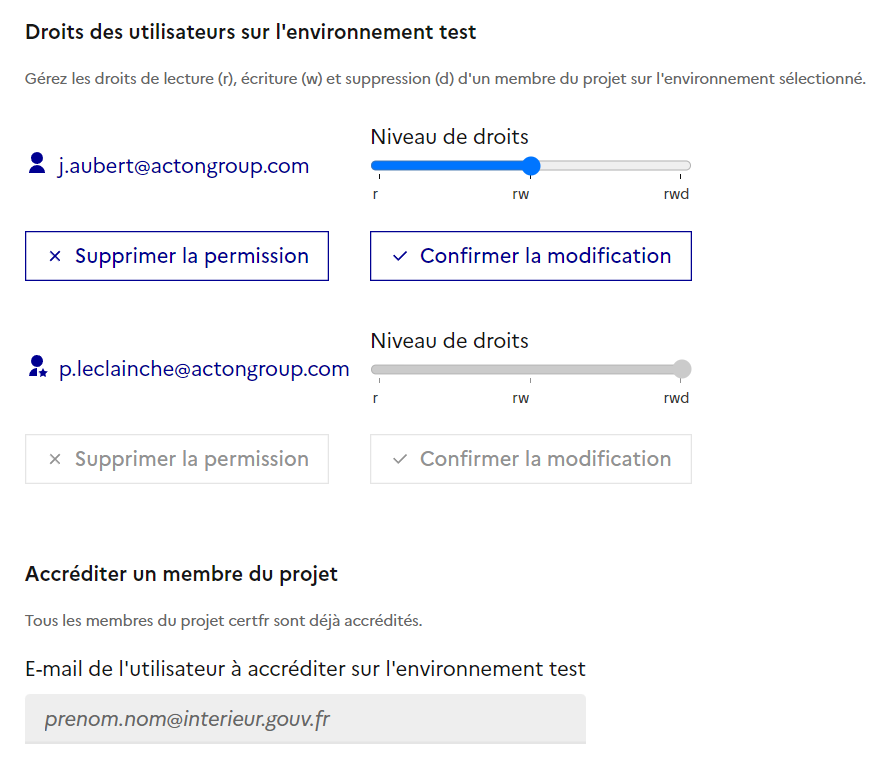 Droits des utilisateurs sur l'environnement test
Gérez les droits de lecture (r), écriture (w) et suppression (d) d'un membre du projet sur l'environnement sélectionné.
j.aubert@actongroup.com
Niveau de droits
r rw rwd
Supprimer la permission
Confirmer la modification
p.leclainche@actongroup.com
Niveau de droits
r rw rwd
Supprimer la permission
Confirmer la modification
Accréditer un membre du projet
Tous les membres du projet certfr sont déjà accrédités.
E-mail de l'utilisateur à accréditer sur l'environnement test
prenom.nom@interieur.gouv.fr